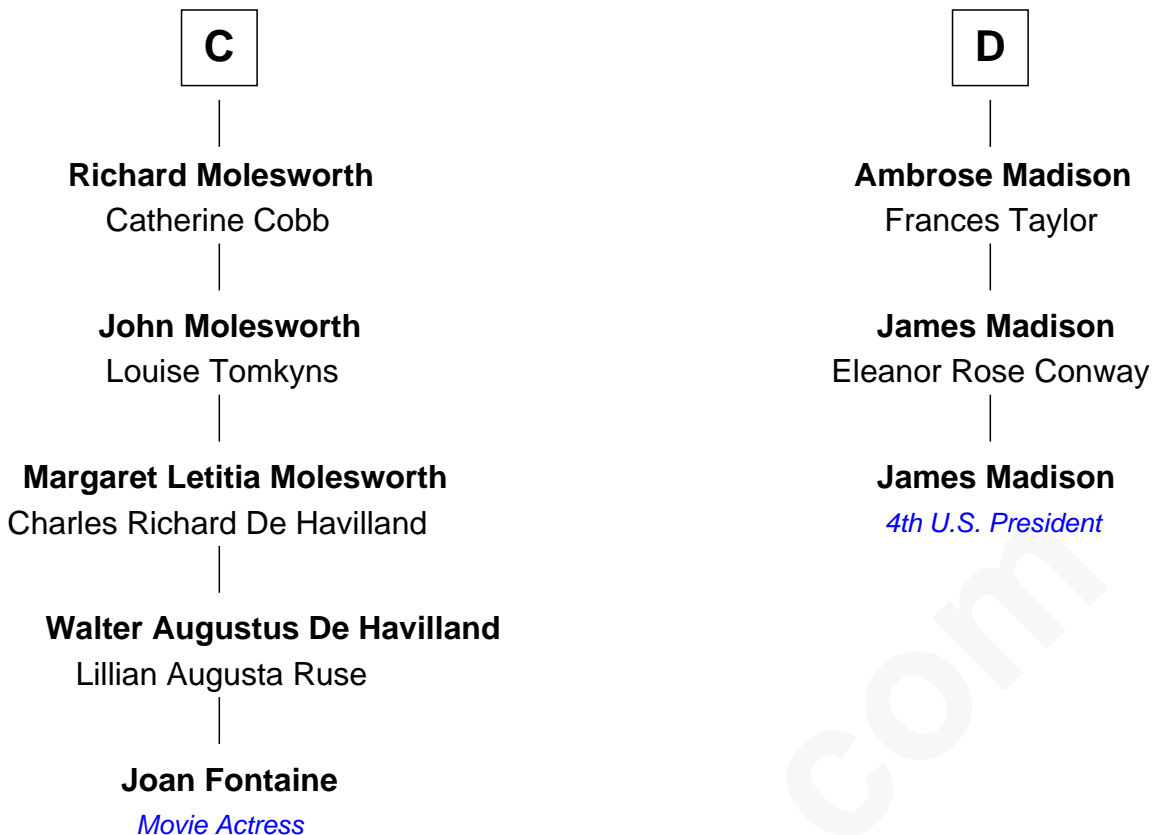 C
Richard Molesworth
Catherine Cobb
John Molesworth
Louise Tomkyns
Margaret Letitia Molesworth
Charles Richard De Havilland
Walter Augustus De Havilland
Lillian Augusta Ruse
Joan Fontaine
Movie Actress
D
Ambrose Madison
Frances Taylor
James Madison
Eleanor Rose Conway
James Madison
4th U.S. President
com